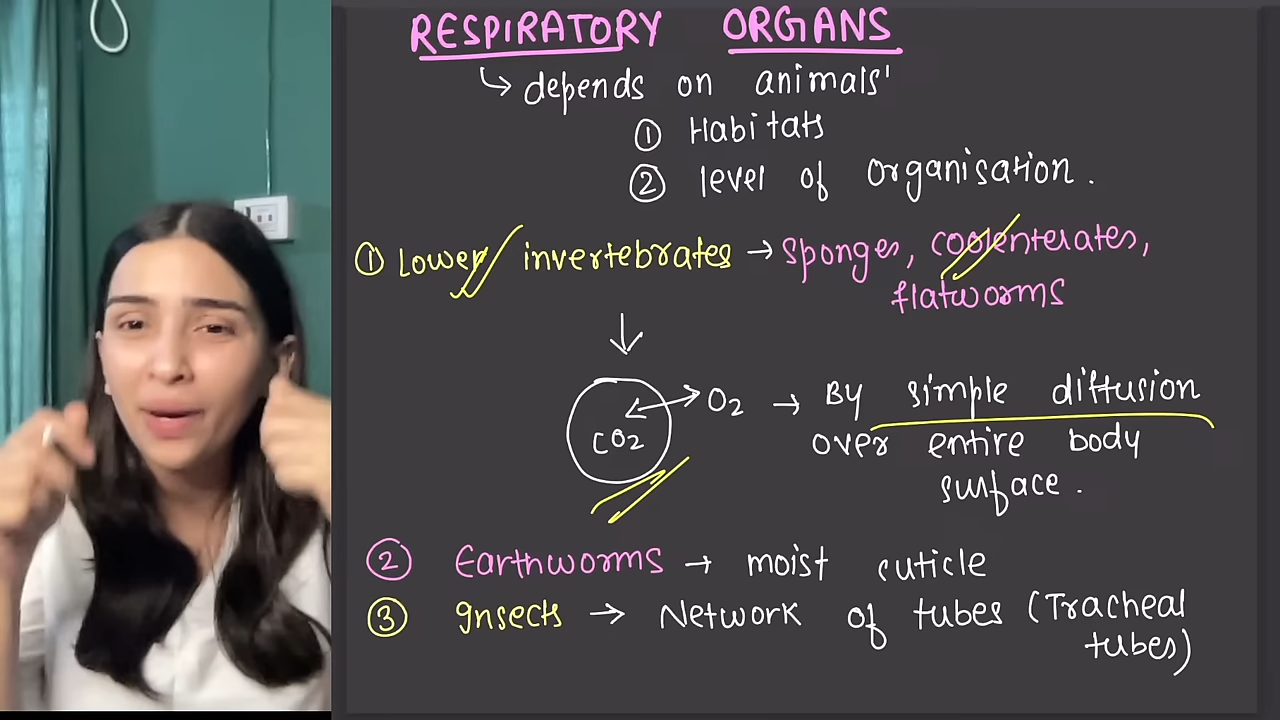 RESPIRATORY ORGANS
↳ depends on animals'
① Habitats
② level of organisation.
① Lower invertebrates → sponges, coolenterates,
flatworms
↓
CO2 ↔ O2 → By simple diffusion
over entire body
surface.
② Earthworms → moist cuticle
③ Insects → Network of tubes (Tracheal
tubes)